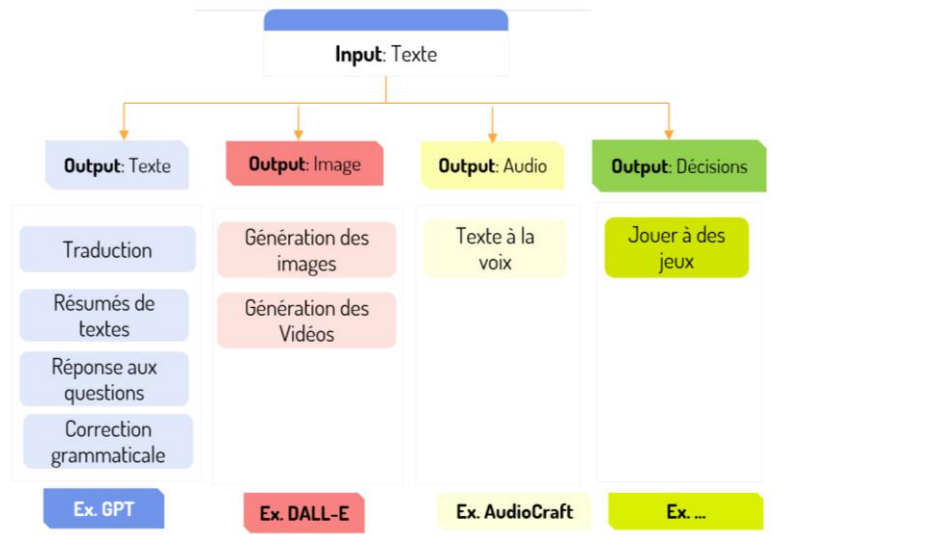 Input: Texte
Output: Texte
Output: Image
Output: Audio
Output: Décisions
Traduction
Résumés de
textes
Réponse aux
questions
Correction
grammaticale
Génération des
images
Génération des
Vidéos
Texte à la
voix
Jouer à des
jeux
Ex. GPT
Ex. DALL-E
Ex. AudioCraft
Ex. ...